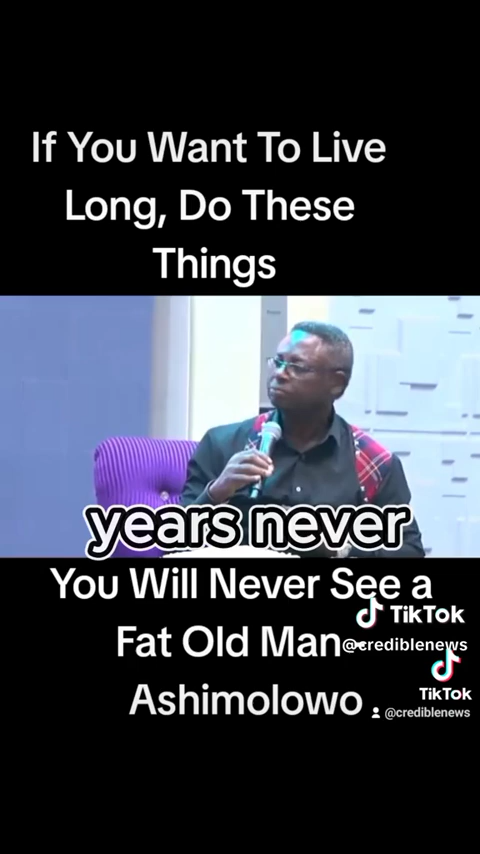 If You Want To Live
Long, Do These
Things
years never
You Will Never See a
Fat Old Man-
Ashimolowo
TikTok
@crediblenews
TikTok
@crediblenews